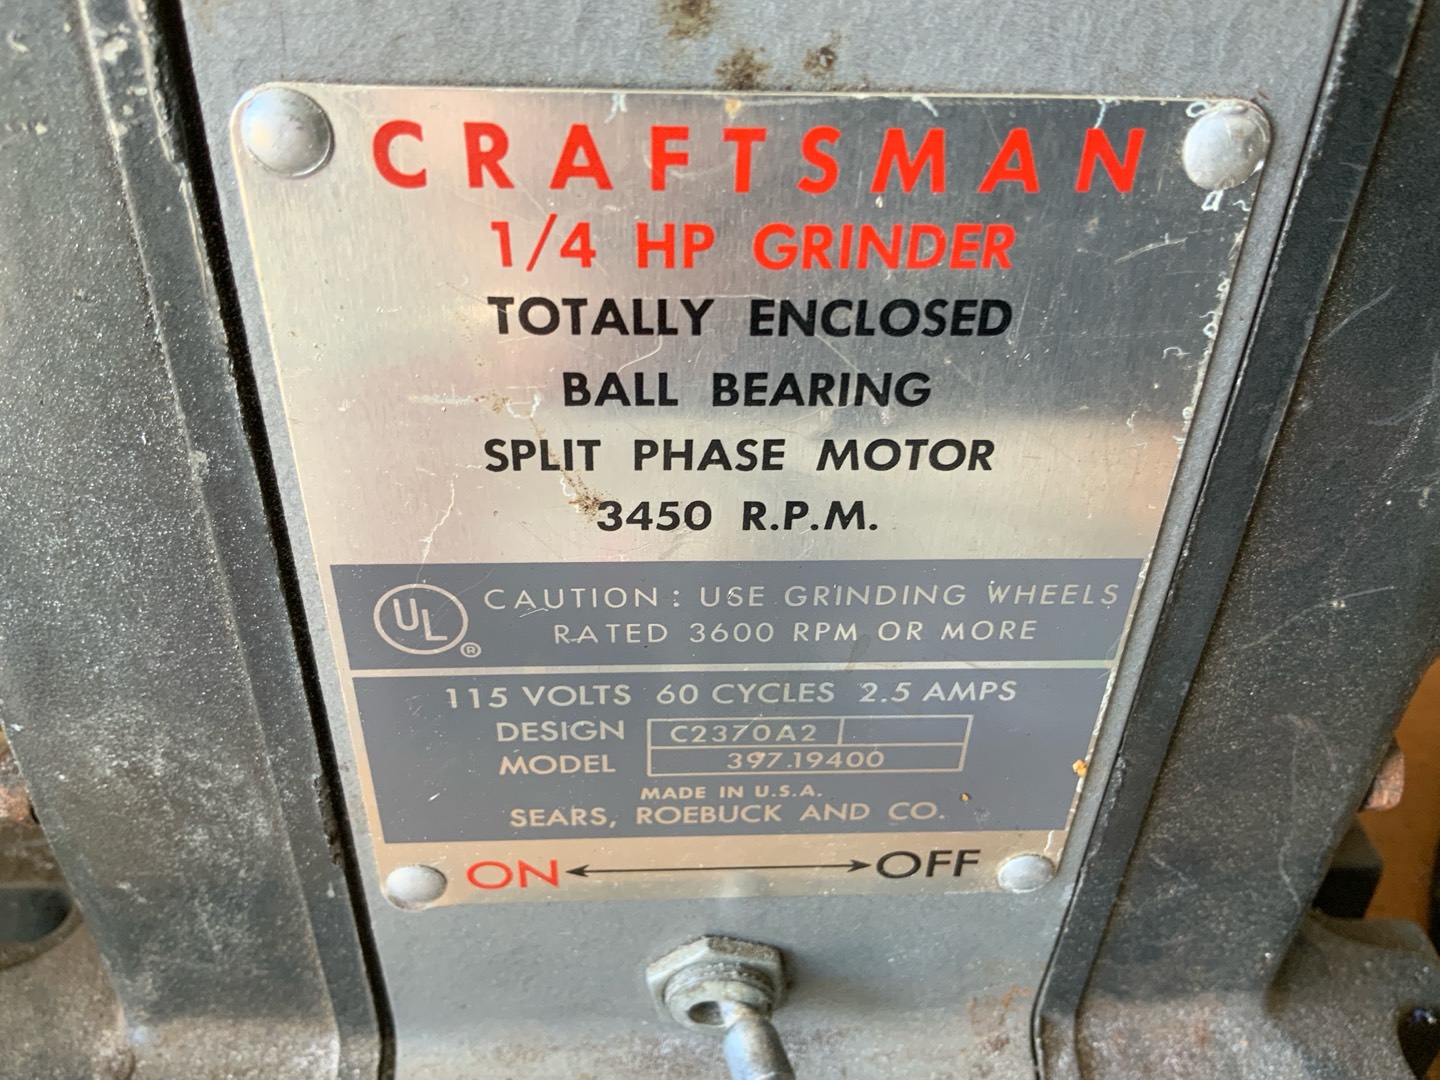 CRAFTSMAN
1/4 HP GRINDER
TOTALLY ENCLOSED
BALL BEARING
SPLIT PHASE MOTOR
3450 R.P.M.
UL ® CAUTION: USE GRINDING WHEELS
RATED 3600 RPM OR MORE
115 VOLTS 60 CYCLES 2.5 AMPS
DESIGN C2370A2
MODEL 397.19400
MADE IN U.S.A.
SEARS, ROEBUCK AND CO.
ON OFF